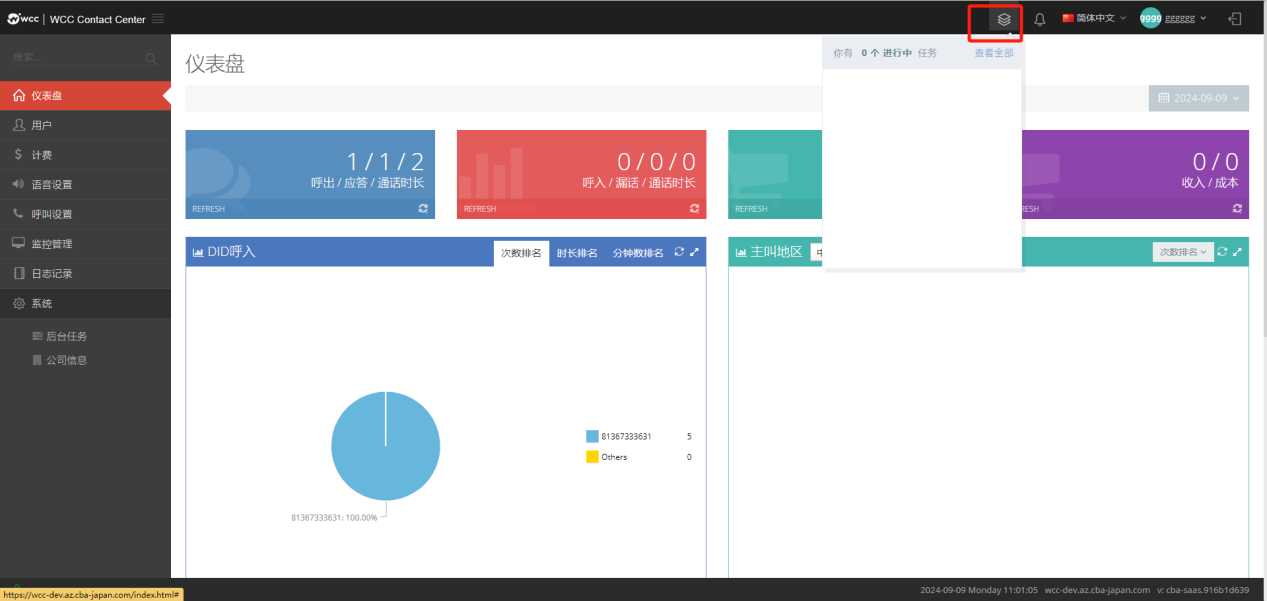 wcc | WCC Contact Center
9999 gggggg
简体中文
搜索...
你有 0 个 进行中 任务 查看全部
仪表盘
仪表盘
用户
计费
语音设置
呼叫设置
监控管理
日志记录
系统
后台任务
公司信息
2024-09-09
1 / 1 / 2
呼出 / 应答 / 通话时长
REFRESH
0 / 0 / 0
呼入 / 漏话 / 通话时长
REFRESH
REFRESH
0 / 0
收入 / 成本
RESH
DID呼入 次数排名 时长排名 分钟数排名
主叫地区 次数排名
81367333631 5
Others 0
81367333631: 100.00%
https://wcc-dev.az.cba-japan.com/index.html#
2024-09-09 Monday 11:01:05 wcc-dev.az.cba-japan.com v: cba-saas.916b1d639